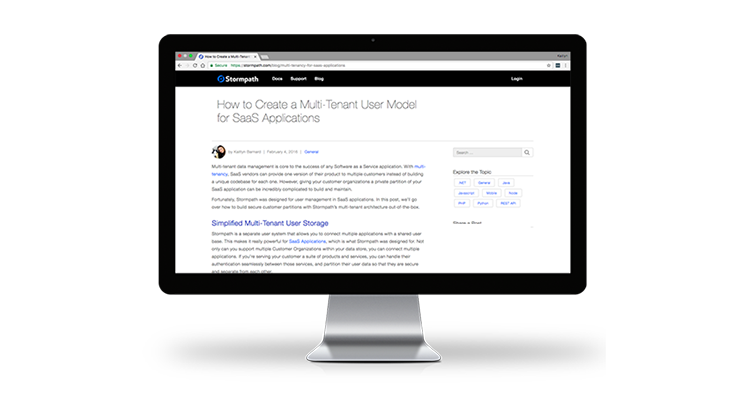 How to Create a Multi-Tenant
Secure https://stormpath.com/blog/multi-tenancy-for-saas-applications
Stormpath Docs Support Blog Login
How to Create a Multi-Tenant User Model
for SaaS Applications
by Kaitlyn Barnard | February 4, 2016 | General
Search ...
Multi-tenant data management is core to the success of any Software as a Service application. With multi-
tenancy, SaaS vendors can provide one version of their product to multiple customers instead of building
a unique codebase for each one. However, giving your customer organizations a private partition of your
SaaS application can be incredibly complicated to build and maintain.
Fortunately, Stormpath was designed for user management in SaaS applications. In this post, we'll go
over how to build secure customer partitions with Stormpath's multi-tenant architecture out-of-the-box.
Simplified Multi-Tenant User Storage
Stormpath is a separate user system that allows you to connect multiple applications with a shared user
base. This makes it really powerful for SaaS Applications, which is what Stormpath was designed for. Not
only can you support multiple Customer Organizations within your data store, you can connect multiple
applications. If you're serving your customer a suite of products and services, you can handle their
authentication seamlessly between those services, and partition their user data so that they are secure
and separate from each other.
Explore the Topic
.NET General Java
Javascript Mobile Node
PHP Python REST API
Share a Post